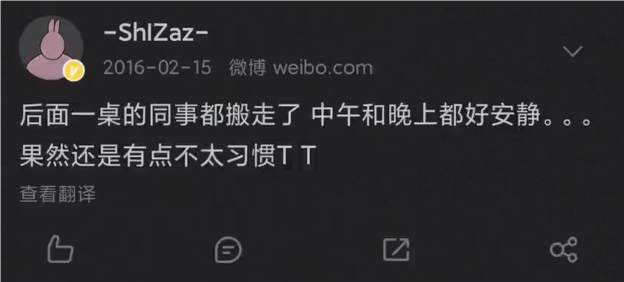 -ShIZaz-
2016-02-15 微博 weibo.com
后面一桌的同事都搬走了 中午和晚上都好安静。。。
果然还是有点不太习惯T T
查看翻译